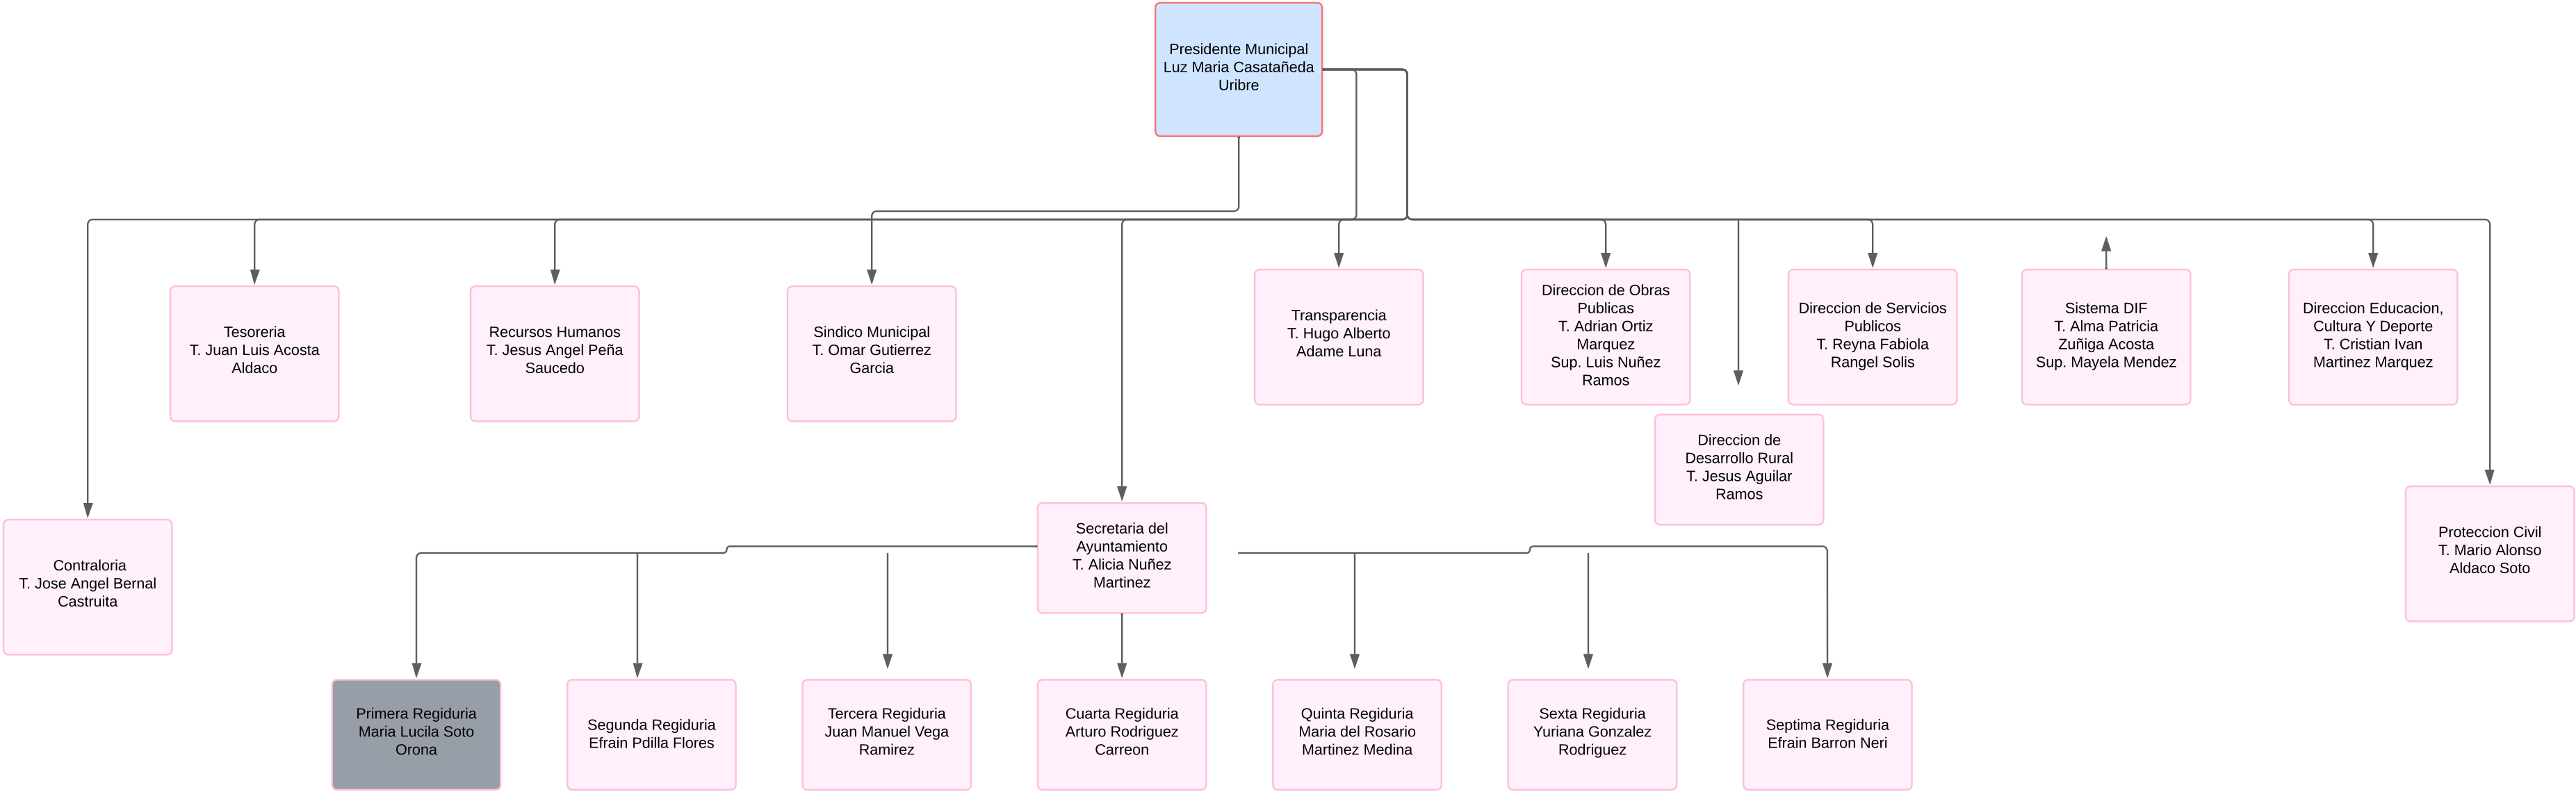 Presidente Municipal
Luz Maria Casatañeda
Uribre
Tesoreria
T. Juan Luis Acosta
Aldaco
Recursos Humanos
T. Jesus Angel Peña
Saucedo
Sindico Municipal
T. Omar Gutierrez
Garcia
Transparencia
T. Hugo Alberto
Adame Luna
Direccion de Obras
Publicas
T. Adrian Ortiz
Marquez
Sup. Luis Nuñez
Ramos
Direccion de Servicios
Publicos
T. Reyna Fabiola
Rangel Solis
Sistema DIF
T. Alma Patricia
Zuñiga Acosta
Sup. Mayela Mendez
Direccion Educacion,
Cultura Y Deporte
T. Cristian Ivan
Martinez Marquez
Direccion de
Desarrollo Rural
T. Jesus Aguilar
Ramos
Contraloria
T. Jose Angel Bernal
Castruita
Secretaria del
Ayuntamiento
T. Alicia Nuñez
Martinez
Proteccion Civil
T. Mario Alonso
Aldaco Soto
Primera Regiduria
Maria Lucila Soto
Orona
Segunda Regiduria
Efrain Pdilla Flores
Tercera Regiduria
Juan Manuel Vega
Ramirez
Cuarta Regiduria
Arturo Rodriguez
Carreon
Quinta Regiduria
Maria del Rosario
Martinez Medina
Sexta Regiduria
Yuriana Gonzalez
Rodriguez
Septima Regiduria
Efrain Barron Neri